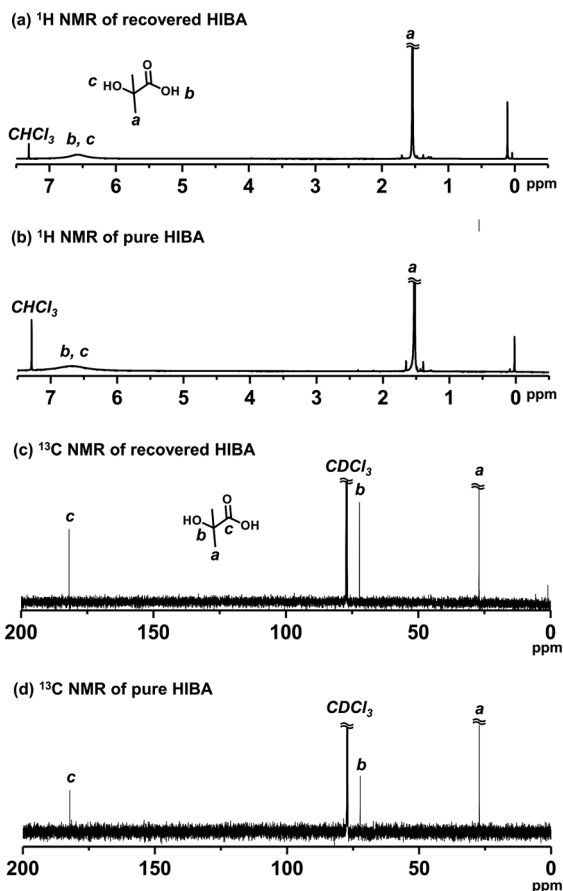 (a) ¹H NMR of recovered HIBA
a
O
c HO OH b
a
CHCl₃ b, c
7 6 5 4 3 2 1 0 ppm
(b) ¹H NMR of pure HIBA
a
CHCl₃
b, c
7 6 5 4 3 2 1 0 ppm
(c) ¹³C NMR of recovered HIBA
CDCl₃ a
b
c O
HO OH
b c
a
200 150 100 50 0
ppm
(d) ¹³C NMR of pure HIBA
CDCl₃ a
b
c
200 150 100 50 0
ppm